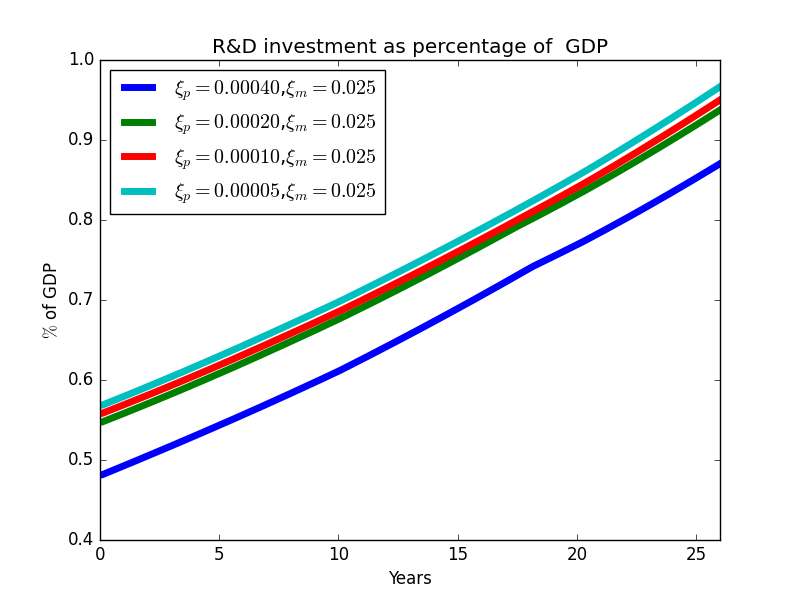 R&D investment as percentage of  GDP
1.0
0.9
0.8
0.7
0.6
0.5
0.4
% of GDP
ξp = 0.00040,ξm = 0.025
ξp = 0.00020,ξm = 0.025
ξp = 0.00010,ξm = 0.025
ξp = 0.00005,ξm = 0.025
0 5 10 15 20 25
Years